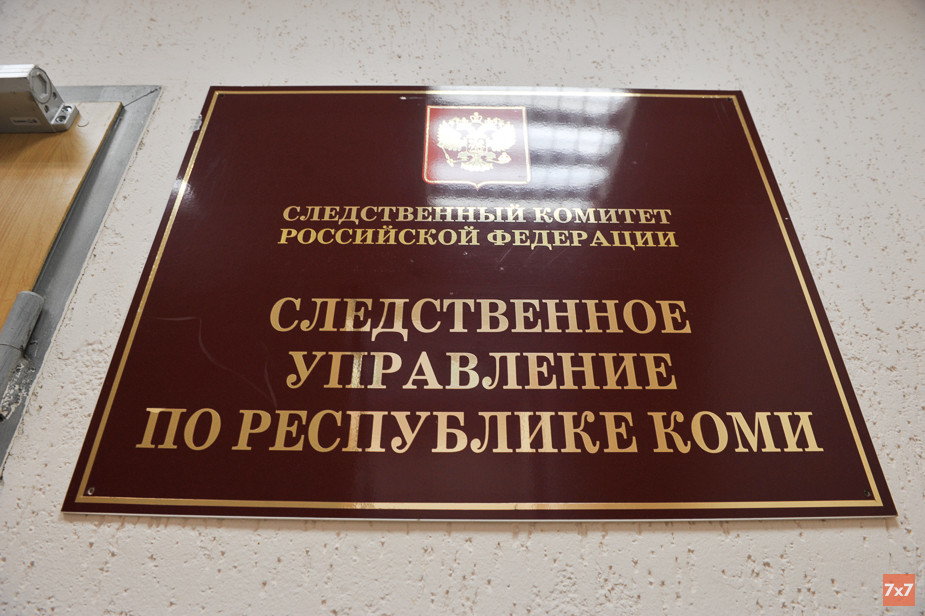 СЛЕДСТВЕННЫЙ КОМИТЕТ
РОССИЙСКОЙ ФЕДЕРАЦИИ
СЛЕДСТВЕННОЕ
УПРАВЛЕНИЕ
ПО РЕСПУБЛИКЕ КОМИ
7x7